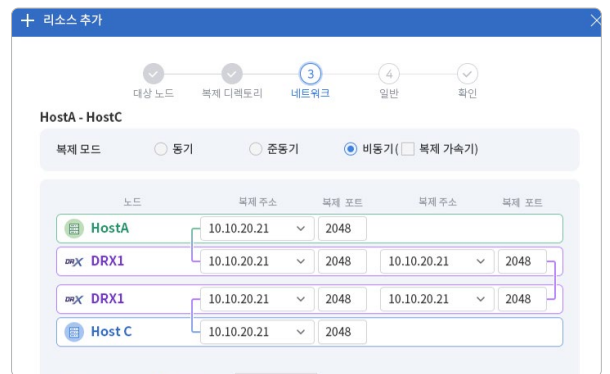 + 리소스 추가
3 4
대상 노드 복제 디렉토리 네트워크 일반 확인
HostA - HostC
복제 모드 동기 준동기 비동기( 복제 가속기)
노드 복제 주소 복제 포트 복제 주소 복제 포트
HostA 10.10.20.21 2048
DRX DRX1 10.10.20.21 2048 10.10.20.21 2048
DRX DRX1 10.10.20.21 2048 10.10.20.21 2048
Host C 10.10.20.21 2048